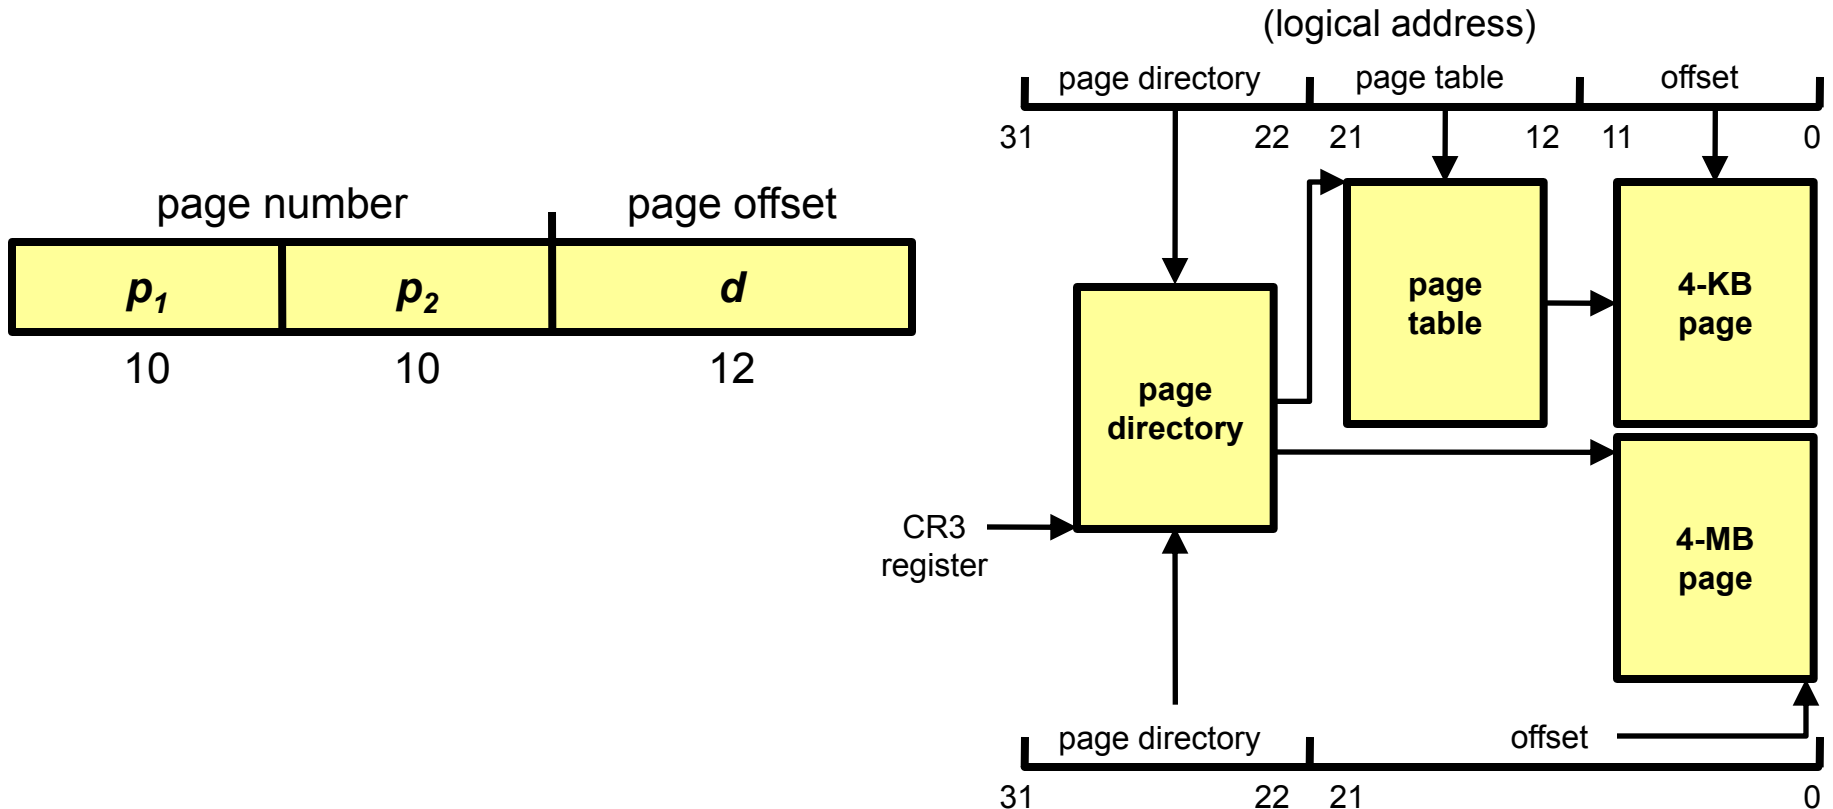 page number page offset
p1 p2 d
10 10 12
(logical address)
page directory page table offset
31 22 21 12 11 0
page
directory
page
table
4-KB
page
4-MB
page
CR3
register
page directory offset
31 22 21 0